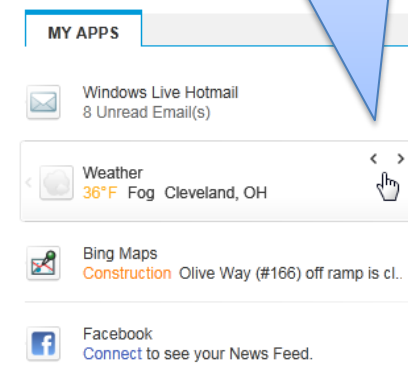 MY APPS
Windows Live Hotmail
8 Unread Email(s)
Weather
36°F Fog Cleveland, OH
Bing Maps
Construction Olive Way (#166) off ramp is cl..
Facebook
Connect to see your News Feed.